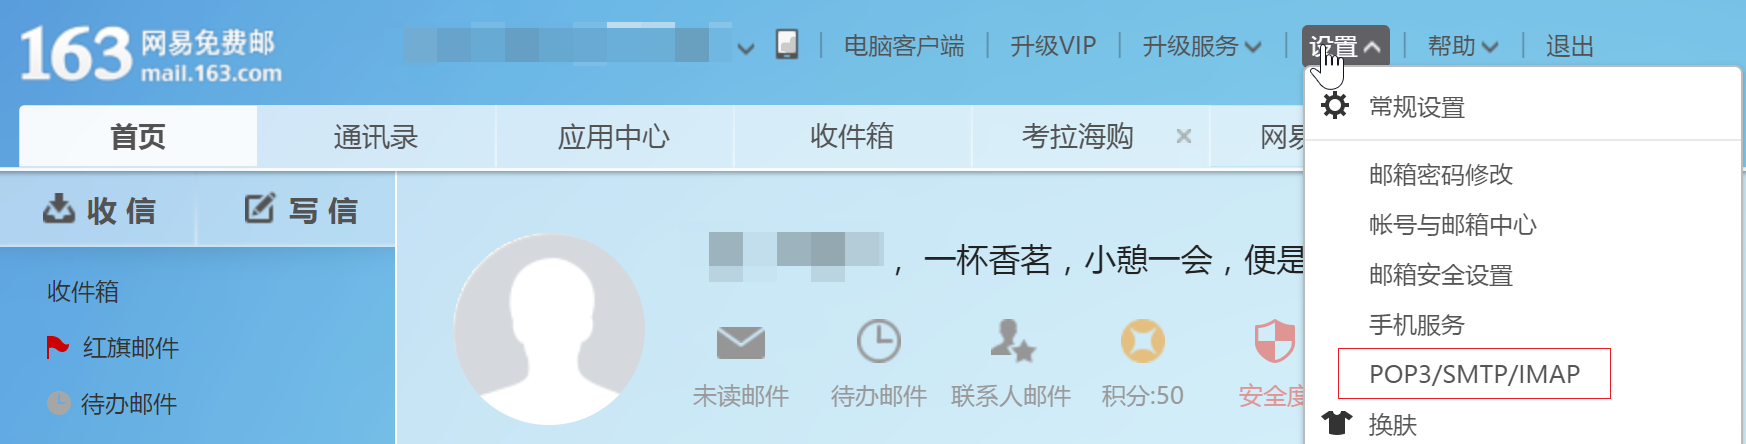 163 网易免费邮
mail.163.com
电脑客户端
升级VIP
升级服务
设置
帮助
退出
首页
通讯录
应用中心
收件箱
考拉海购
网易
常规设置
邮箱密码修改
帐号与邮箱中心
邮箱安全设置
手机服务
POP3/SMTP/IMAP
换肤
收 信
写 信
收件箱
红旗邮件
待办邮件
，一杯香茗，小憩一会，便是
未读邮件
待办邮件
联系人邮件
积分:50
安全度